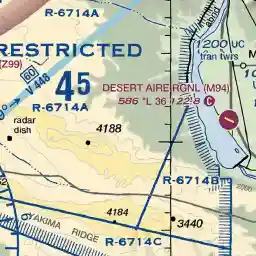 R-6714A
1200 UC
tran twrs
RESTRICTED
(Z99)
60
45
V 448
DESERT AIRE RGNL (M94)
586 *L 36 122.8 C
R-6714A
radar
dish
4188
R-6714B
YAKIMA RIDGE
4184
3440
R-6714C